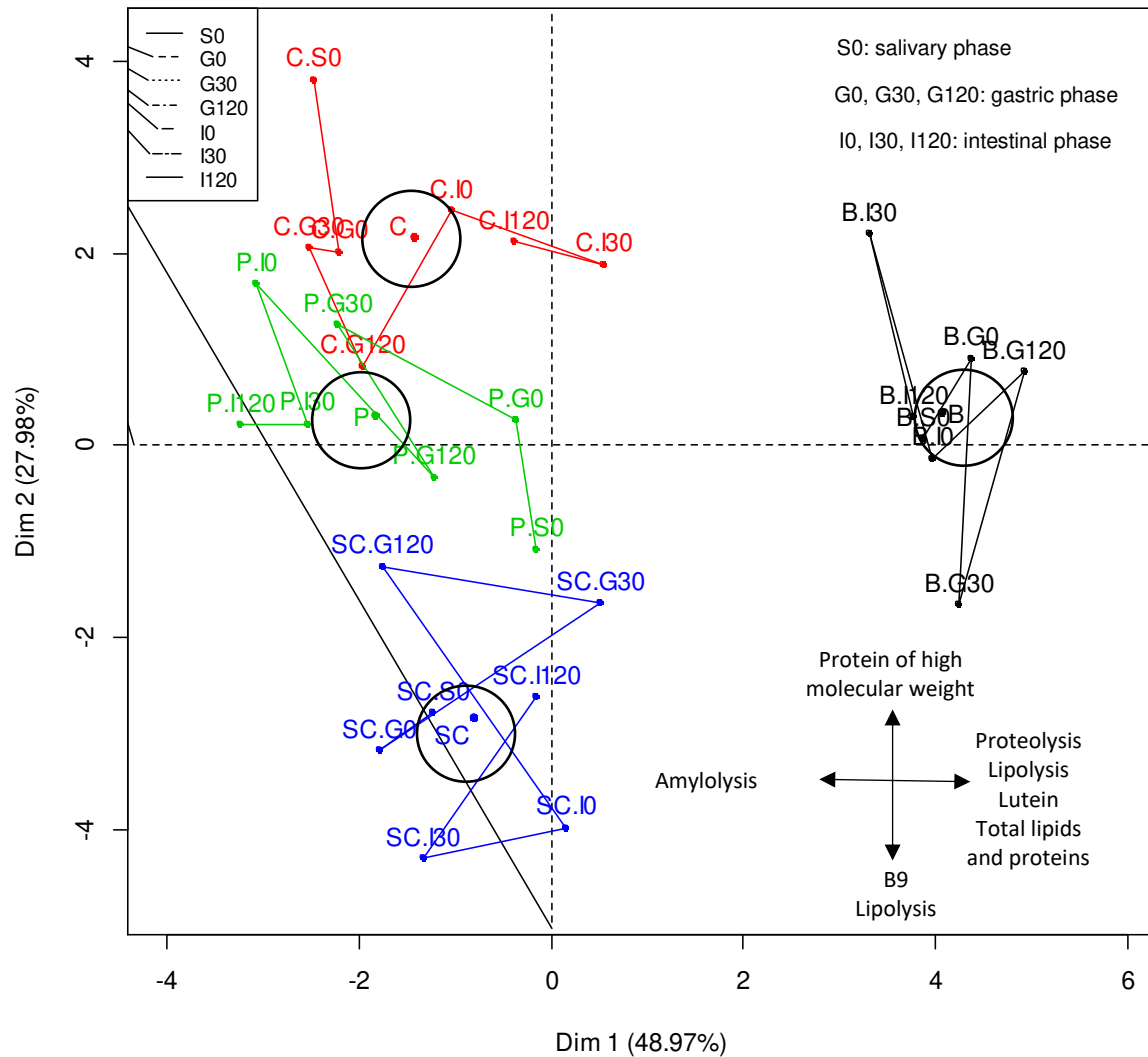 S0
G0
G30
G120
I0
I30
I120
S0: salivary phase
G0, G30, G120: gastric phase
I0, I30, I120: intestinal phase
C.S0
C.I0
C.G30
C.G0
C
C.I120
C.I30
C.G120
P.I0
P.G30
P.I120
P.I30
P
P.G0
P.G120
P.S0
B.I30
B.G0
B.G120
B.I120
B.S0
B
B.I0
B.G30
SC.G120
SC.G30
SC.I120
SC.S0
SC.G0
SC
SC.I0
SC.I30
Protein of high
molecular weight
Amylolysis
Proteolysis
Lipolysis
Lutein
Total lipids
and proteins
B9
Lipolysis
4
2
0
-2
-4
Dim 2 (27.98%)
-4
-2
0
2
4
6
Dim 1 (48.97%)